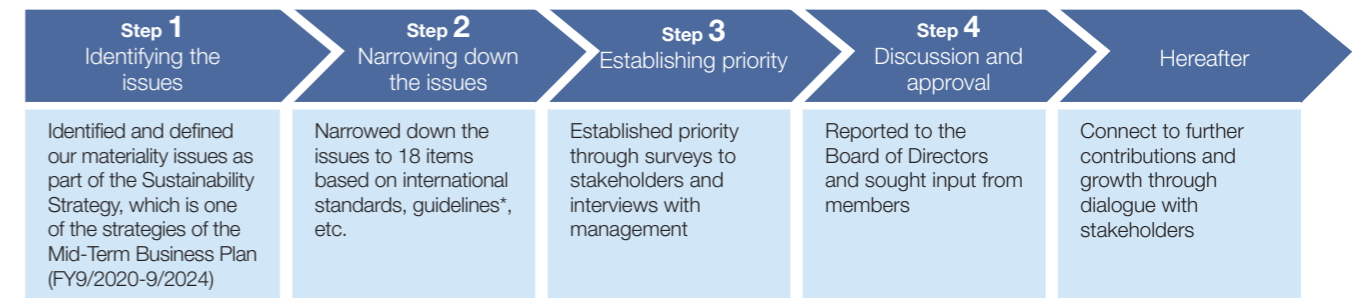 Step 1
Identifying the
issues
Identified and defined
our materiality issues as
part of the Sustainability
Strategy, which is one
of the strategies of the
Mid-Term Business Plan
(FY9/2020-9/2024)
Step 2
Narrowing down
the issues
Narrowed down the
issues to 18 items
based on international
standards, guidelines*,
etc.
Step 3
Establishing priority
Established priority
through surveys to
stakeholders and
interviews with
management
Step 4
Discussion and
approval
Reported to the
Board of Directors
and sought input from
members
Hereafter
Connect to further
contributions and
growth through
dialogue with
stakeholders